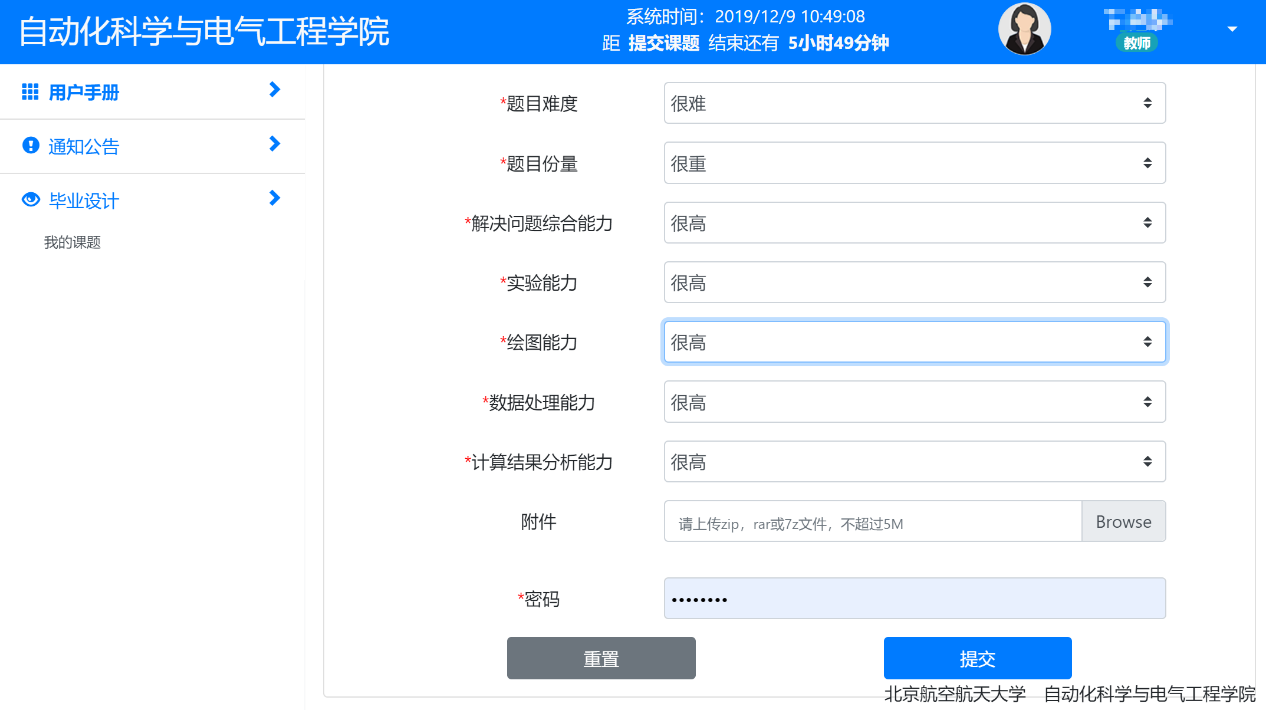 自动化科学与电气工程学院
系统时间：2019/12/9 10:49:08
距 提交课题 结束还有 5小时49分钟
教师
用户手册
通知公告
毕业设计
我的课题
*题目难度 很难
*题目份量 很重
*解决问题综合能力 很高
*实验能力 很高
*绘图能力 很高
*数据处理能力 很高
*计算结果分析能力 很高
附件 请上传zip，rar或7z文件，不超过5M Browse
*密码 ••••••••
重置 提交
北京航空航天大学 自动化科学与电气工程学院